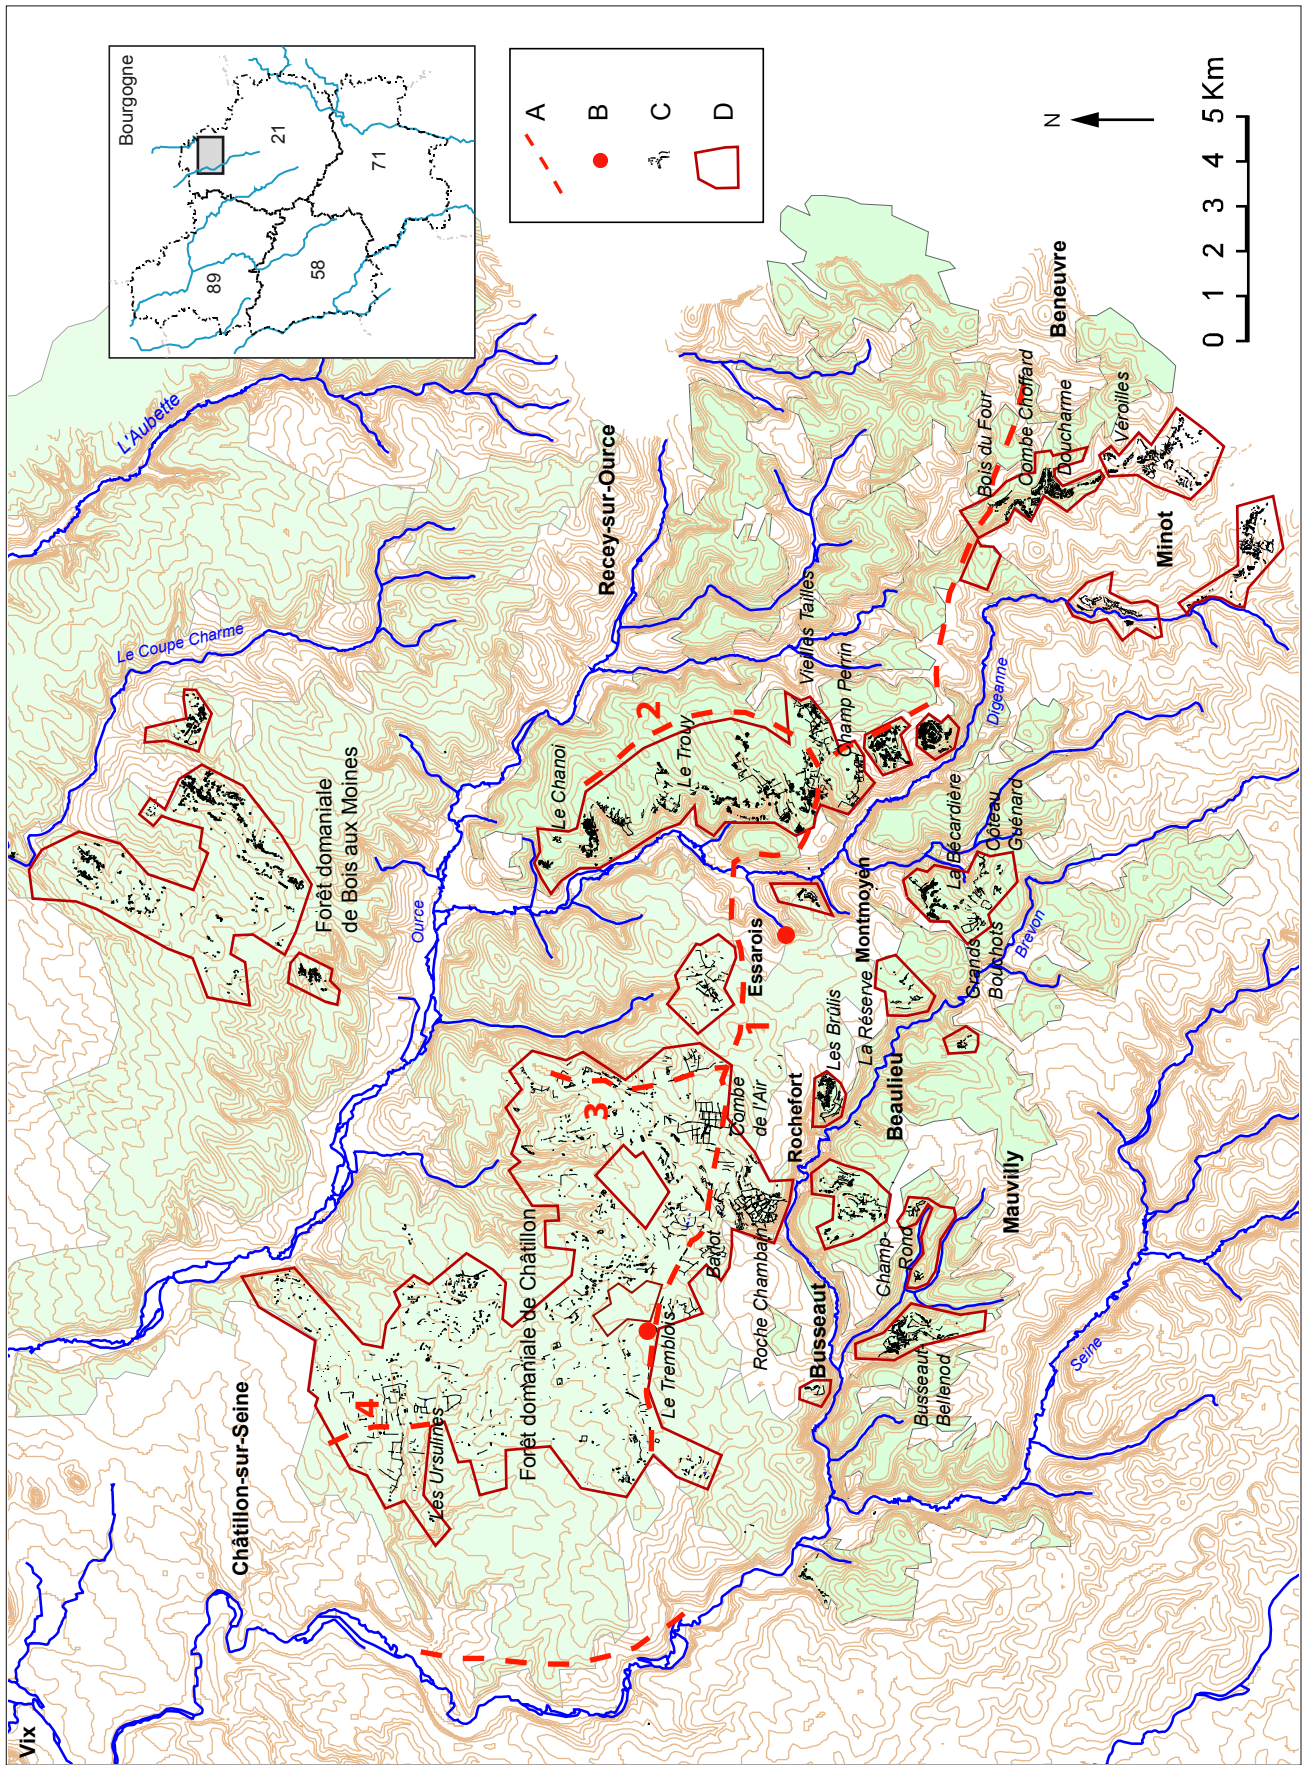 Bourgogne
89
21
58
71
A
B
C
D
N
0 1 2 3 4 5 Km
Vix
Châtillon-sur-Seine
L'Aubette
Le Coupe Charme
Forêt domaniale
de Bois aux Moines
Ource
Recey-sur-Ource
Le Chanoi
2
Le Trouy
Vieilles Tailles
Champ Perrin
4
Les Ursulines
Forêt domaniale de Châtillon
3
1
Essarois
Combe
de l'Air
Barlot
Le Tremblois
Roche Chambain
Rochefort
Les Brûlis
La Réserve
Montmoyen
La Bécardière
Côteau
Guénard
Grands
Bouchots
Brevon
Digeanne
Bois du Four
Combe Choffard
Doucharme
Veroilles
Beneuvre
Minot
Beaulieu
Busseaut
Champ-
Rond
Busseaut-
Bellenod
Mauvilly
Seine